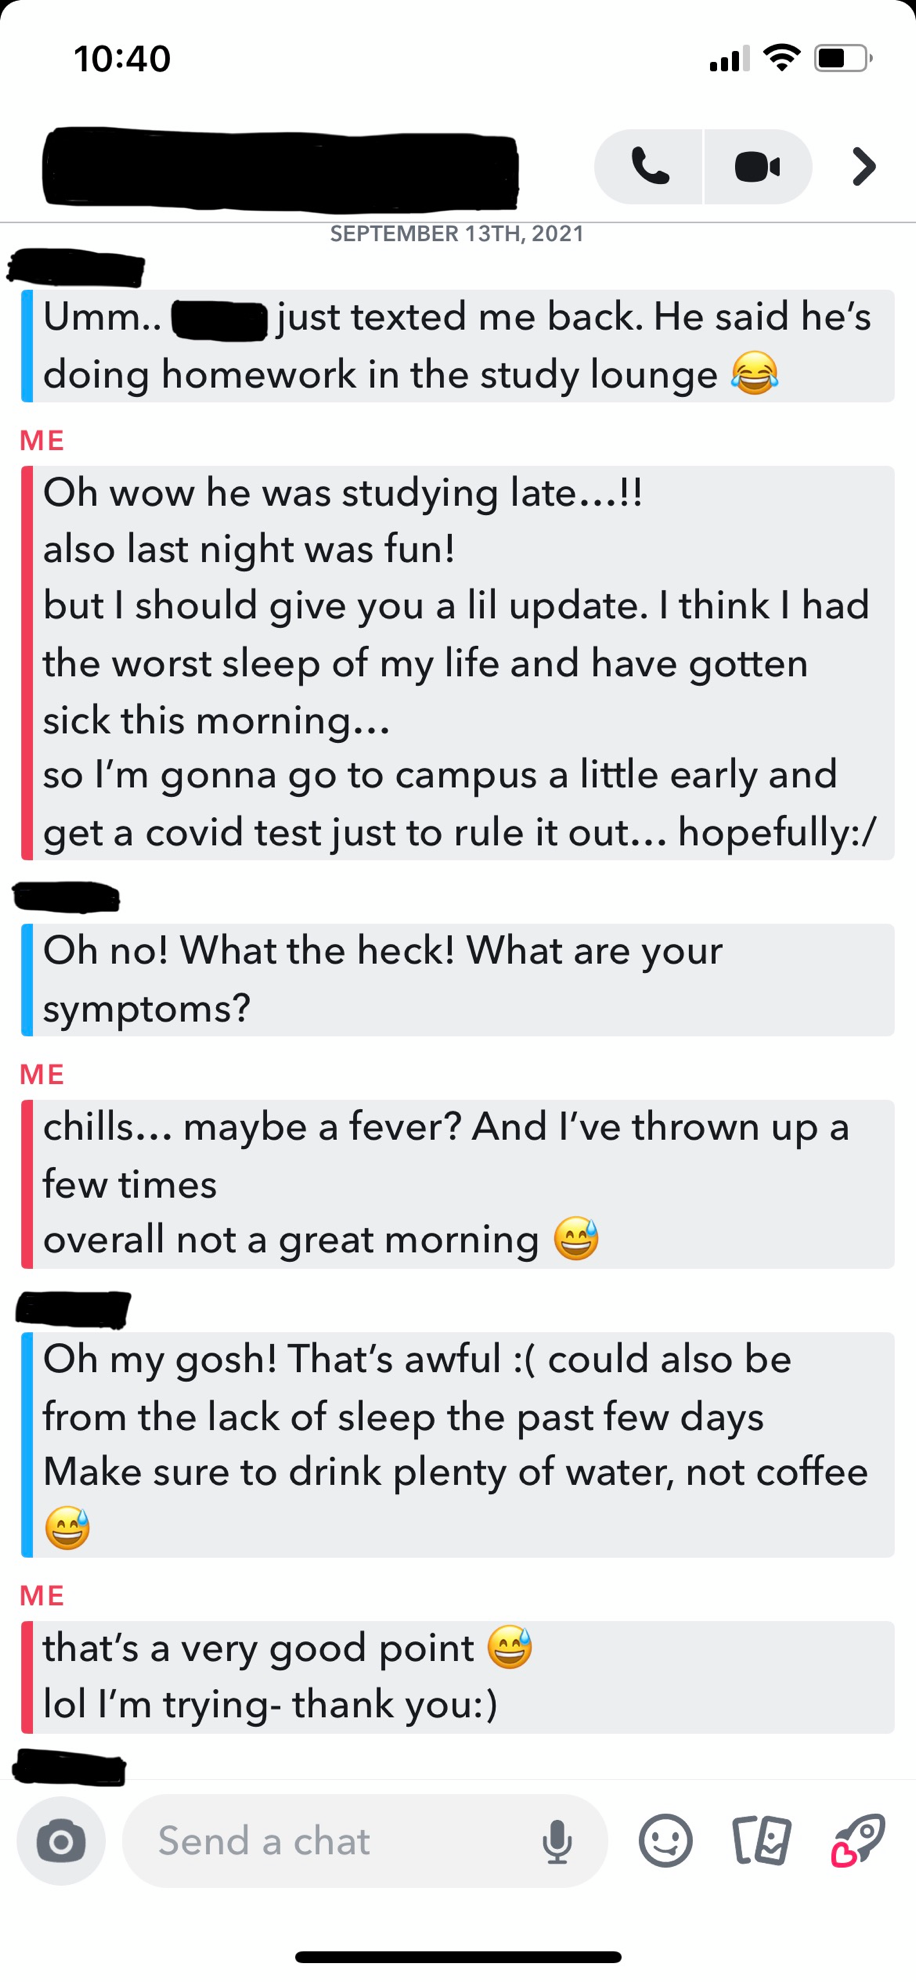 10:40
SEPTEMBER 13TH, 2021
Umm.. just texted me back. He said he’s
doing homework in the study lounge 😂
ME
Oh wow he was studying late...!!
also last night was fun!
but I should give you a lil update. I think I had
the worst sleep of my life and have gotten
sick this morning...
so I’m gonna go to campus a little early and
get a covid test just to rule it out... hopefully:/
Oh no! What the heck! What are your
symptoms?
ME
chills... maybe a fever? And I’ve thrown up a
few times
overall not a great morning 😅
Oh my gosh! That’s awful :( could also be
from the lack of sleep the past few days
Make sure to drink plenty of water, not coffee
😅
ME
that’s a very good point 😅
lol I’m trying- thank you:)
Send a chat